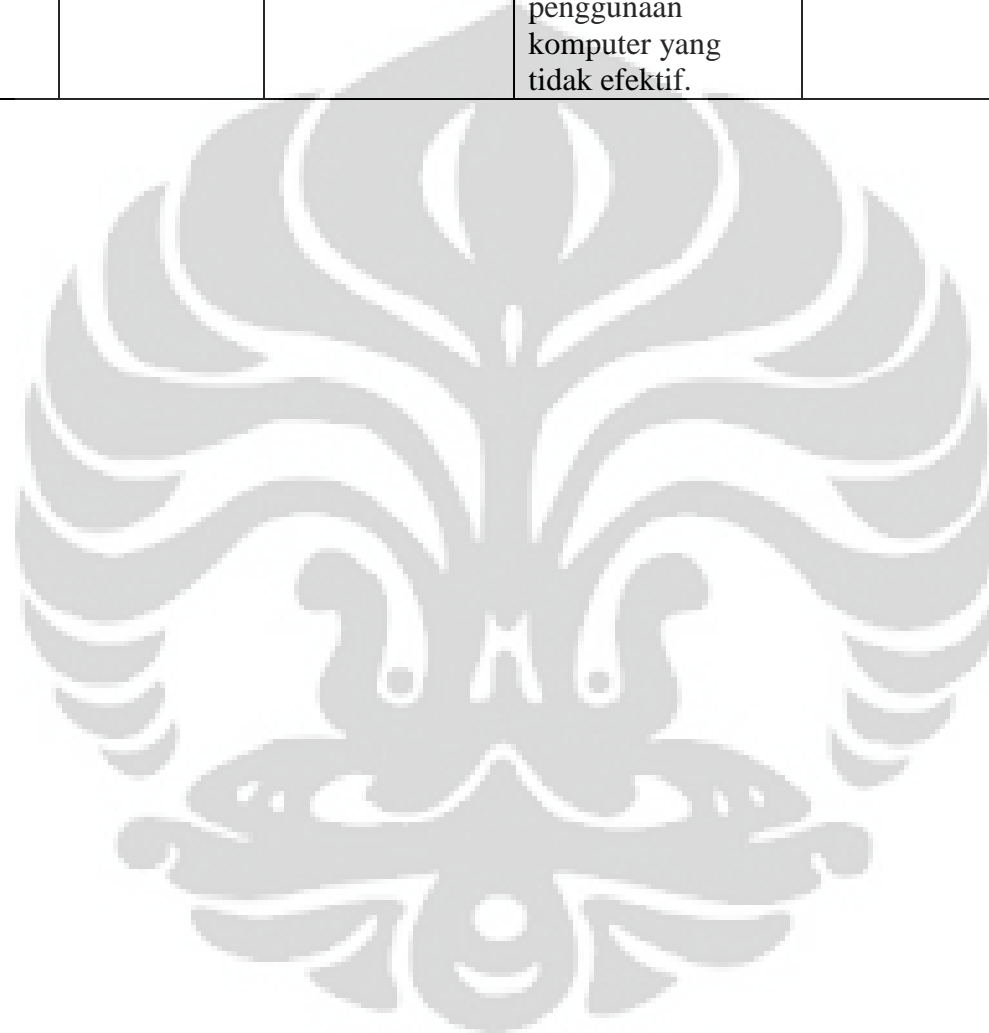 penggunaan
komputer yang
tidak efektif.